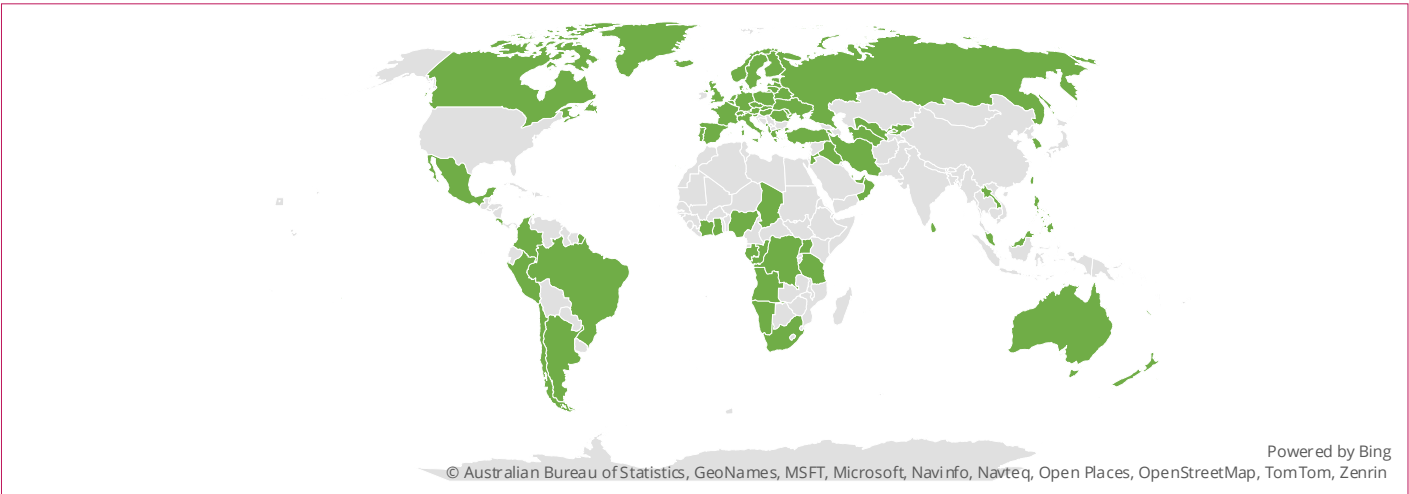 Powered by Bing
© Australian Bureau of Statistics, GeoNames, MSFT, Microsoft, Navinfo, Navteq, Open Places, OpenStreetMap, TomTom, Zenrin